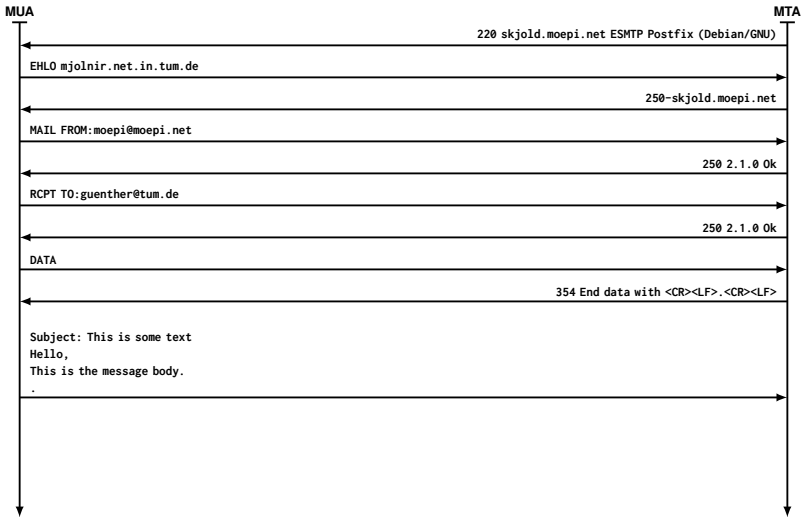 MUA
MTA
220 skjold.moepi.net ESMTP Postfix (Debian/GNU)
EHLO mjolnir.net.in.tum.de
250-skjold.moepi.net
MAIL FROM:moepi@moepi.net
250 2.1.0 Ok
RCPT TO:guenther@tum.de
250 2.1.0 Ok
DATA
354 End data with <CR><LF>.<CR><LF>
Subject: This is some text
Hello,
This is the message body.
.